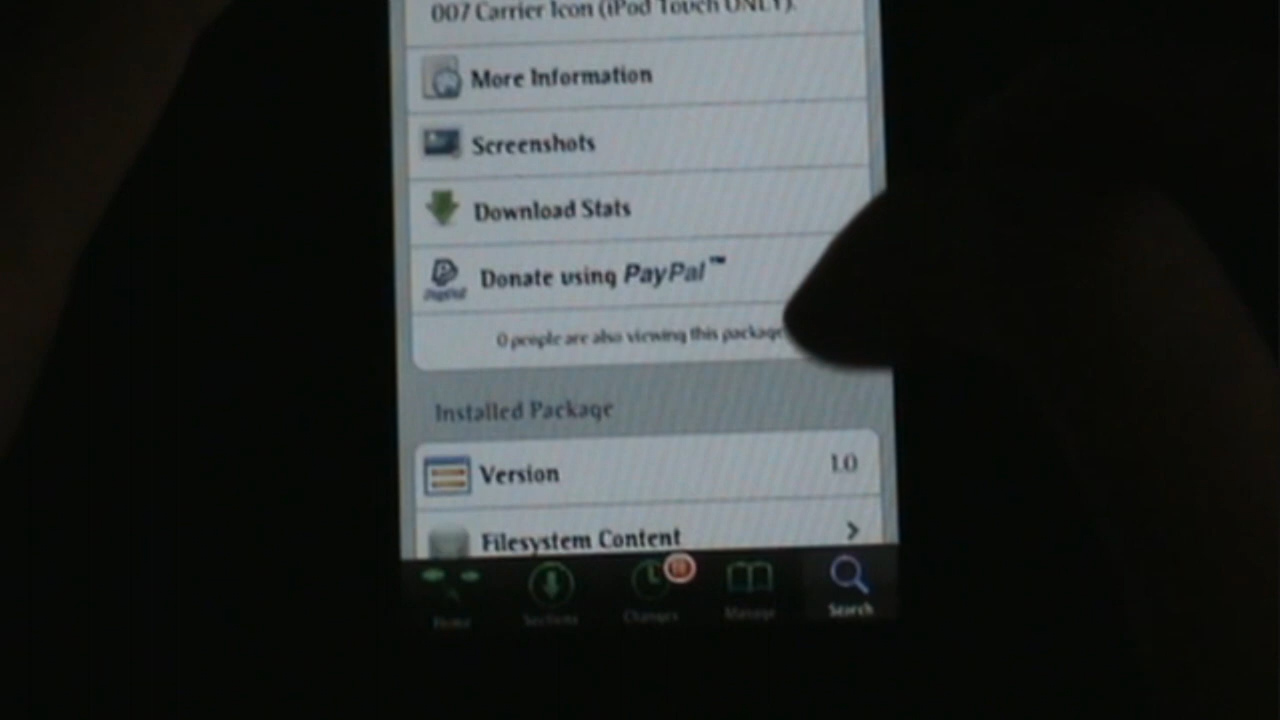 007 Carrier Icon (iPod Touch ONLY).
More Information
Screenshots
Download Stats
Donate using PayPal™
0 people are also viewing this package
Installed Package
Version 1.0
Filesystem Content
Home Sections Changes Manage Search